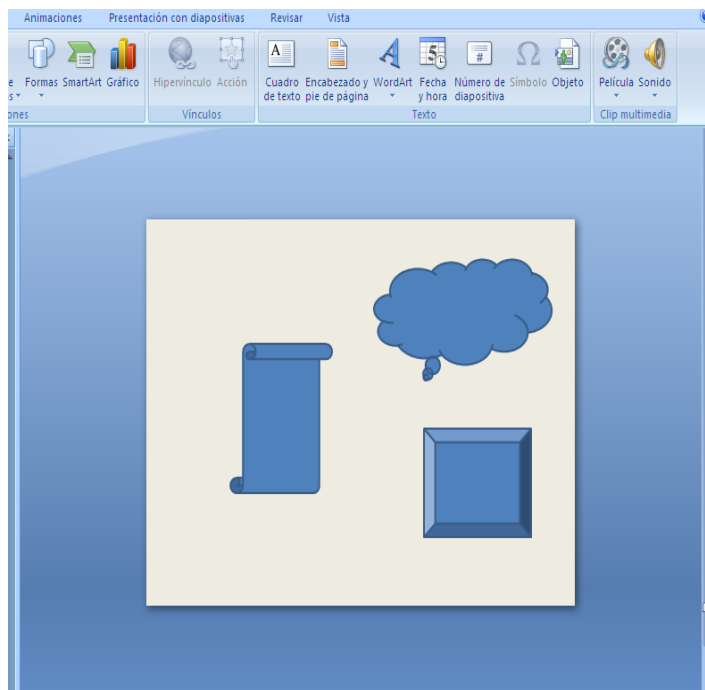 Animaciones Presentación con diapositivas Revisar Vista
e Formas SmartArt Gráfico Hipervínculo Acción Cuadro Encabezado y WordArt Fecha Número de Símbolo Objeto Película Sonido
s de texto pie de página y hora diapositiva
ones Vínculos Texto Clip multimedia